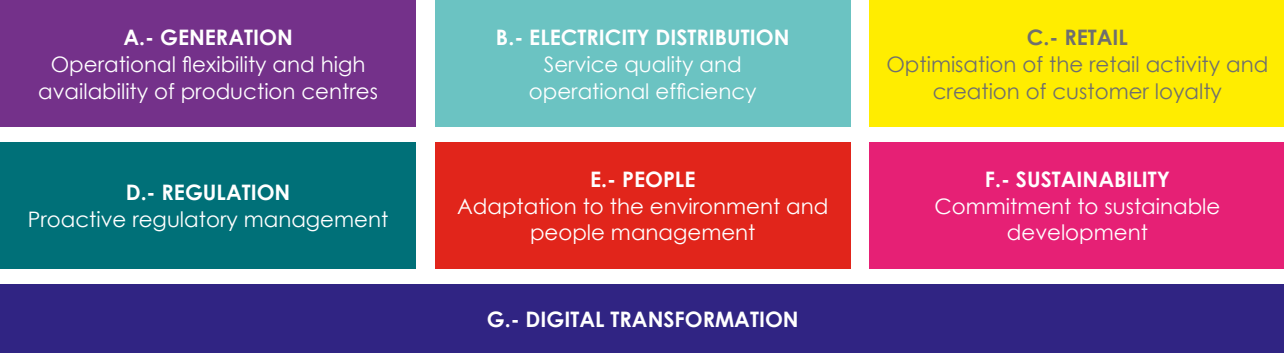 A.- GENERATION
Operational flexibility and high
availability of production centres
B.- ELECTRICITY DISTRIBUTION
Service quality and
operational efficiency
C.- RETAIL
Optimisation of the retail activity and
creation of customer loyalty
D.- REGULATION
Proactive regulatory management
E.- PEOPLE
Adaptation to the environment and
people management
F.- SUSTAINABILITY
Commitment to sustainable
development
G.- DIGITAL TRANSFORMATION